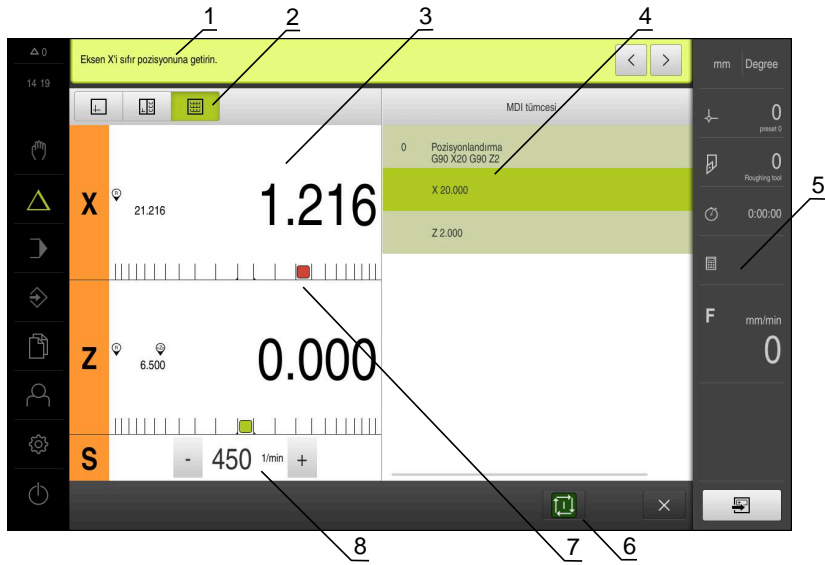 1
2
3
4
0
14 19
Eksen X'i sıfır pozisyonuna getirin.
< >
mm Degree
MDI tümcesi
0
preset 0
0
Roughing tool
0:00:00
5
F mm/min
0
0 Pozisyonlandırma
G90 X20 G90 Z2
X 20.000
Z 2.000
X R 21.216 1.216
Z R 6.500 0.000
S - 450 1/min +
8
7
6